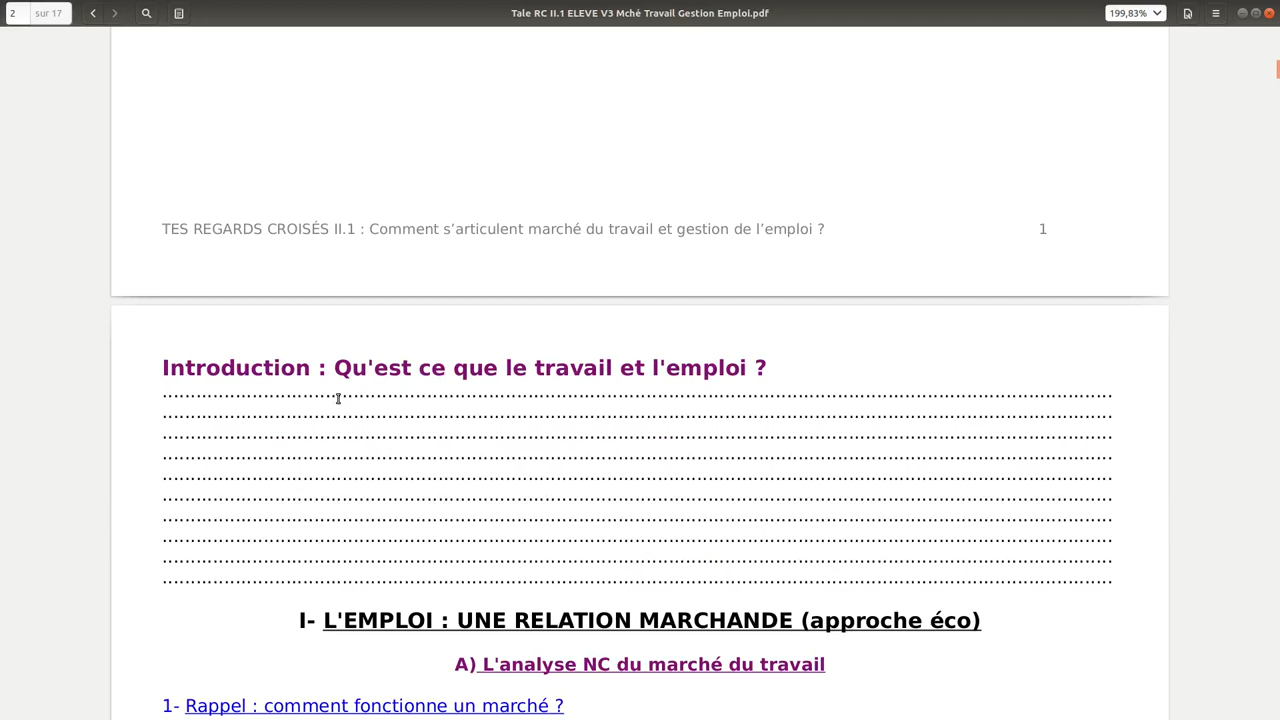 2 sur 17 Tale RC II.1 ELEVE V3 Mché Travail Gestion Emploi.pdf 199,83%
TES REGARDS CROISÉS II.1 : Comment s’articulent marché du travail et gestion de l’emploi ? 1
Introduction : Qu'est ce que le travail et l'emploi ?
I- L'EMPLOI : UNE RELATION MARCHANDE (approche éco)
A) L'analyse NC du marché du travail
1- Rappel : comment fonctionne un marché ?